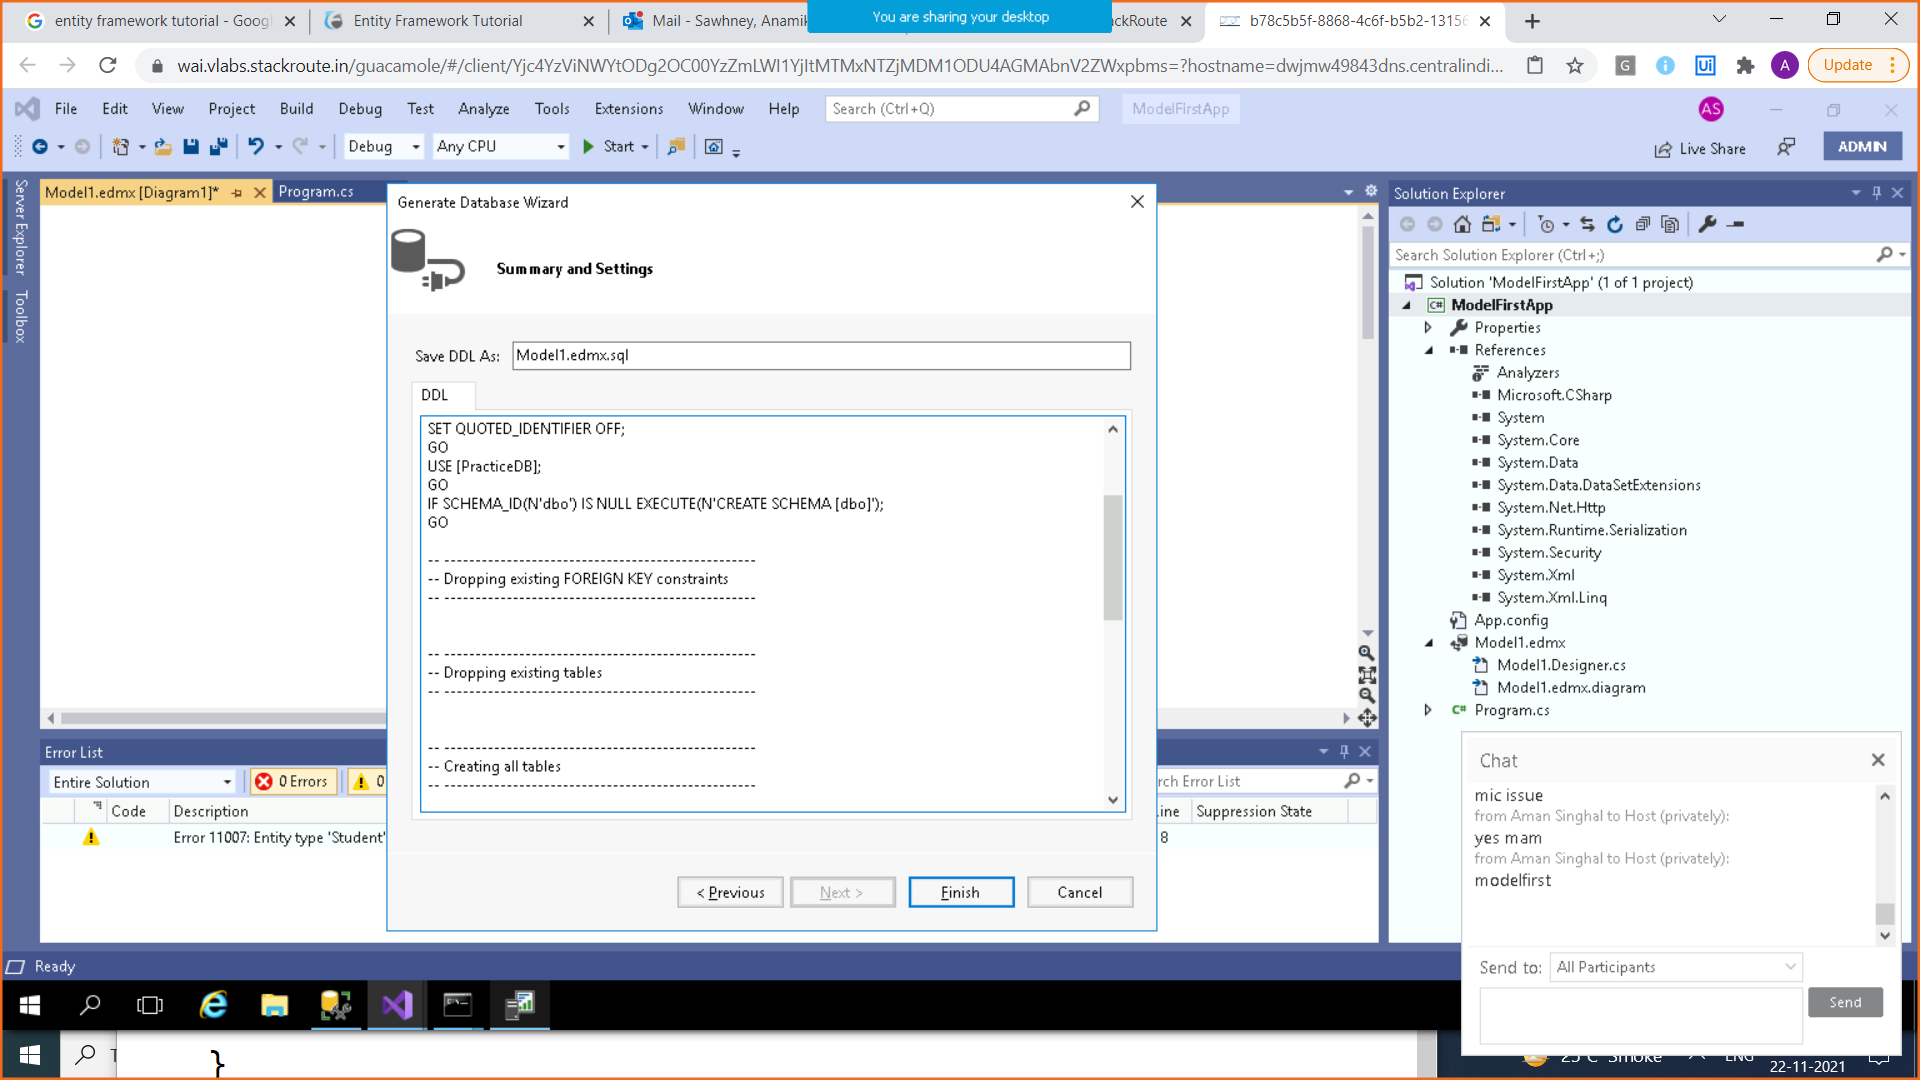 entity framework tutorial - Goog
Entity Framework Tutorial
Mail - Sawhney, Anamik
You are sharing your desktop
ckRoute
b78c5b5f-8868-4c6f-b5b2-13156
wai.vlabs.stackroute.in/guacamole/#/client/Yjc4YzViNWYtODg2OC00YzZmLWI1YjItMTMxNTZjMDM1ODU4AGMAbnV2ZWxpbms=?hostname=dwjmw49843dns.centralindi...
Update
File Edit View Project Build Debug Test Analyze Tools Extensions Window Help
Search (Ctrl+Q)
ModelFirstApp
AS
Debug
Any CPU
Start
Live Share
ADMIN
Server Explorer
Toolbox
Model1.edmx [Diagram1]*
Program.cs
Generate Database Wizard
Summary and Settings
Save DDL As: Model1.edmx.sql
DDL
SET QUOTED_IDENTIFIER OFF;
GO
USE [PracticeDB];
GO
IF SCHEMA_ID(N'dbo') IS NULL EXECUTE(N'CREATE SCHEMA [dbo]');
GO
-- --------------------------------------------------
-- Dropping existing FOREIGN KEY constraints
-- --------------------------------------------------
-- --------------------------------------------------
-- Dropping existing tables
-- --------------------------------------------------
-- --------------------------------------------------
-- Creating all tables
-- --------------------------------------------------
< Previous
Next >
Finish
Cancel
Solution Explorer
Search Solution Explorer (Ctrl+;)
Solution 'ModelFirstApp' (1 of 1 project)
ModelFirstApp
Properties
References
Analyzers
Microsoft.CSharp
System
System.Core
System.Data
System.Data.DataSetExtensions
System.Net.Http
System.Runtime.Serialization
System.Security
System.Xml
System.Xml.Linq
App.config
Model1.edmx
Model1.Designer.cs
Model1.edmx.diagram
Program.cs
Error List
Entire Solution
0 Errors
0
rch Error List
Code
Description
ine
Suppression State
Error 11007: Entity type 'Student'
8
Ready
Chat
mic issue
from Aman Singhal to Host (privately):
yes mam
from Aman Singhal to Host (privately):
modelfirst
Send to: All Participants
Send
}
25°C Smoke
ENG
22-11-2021